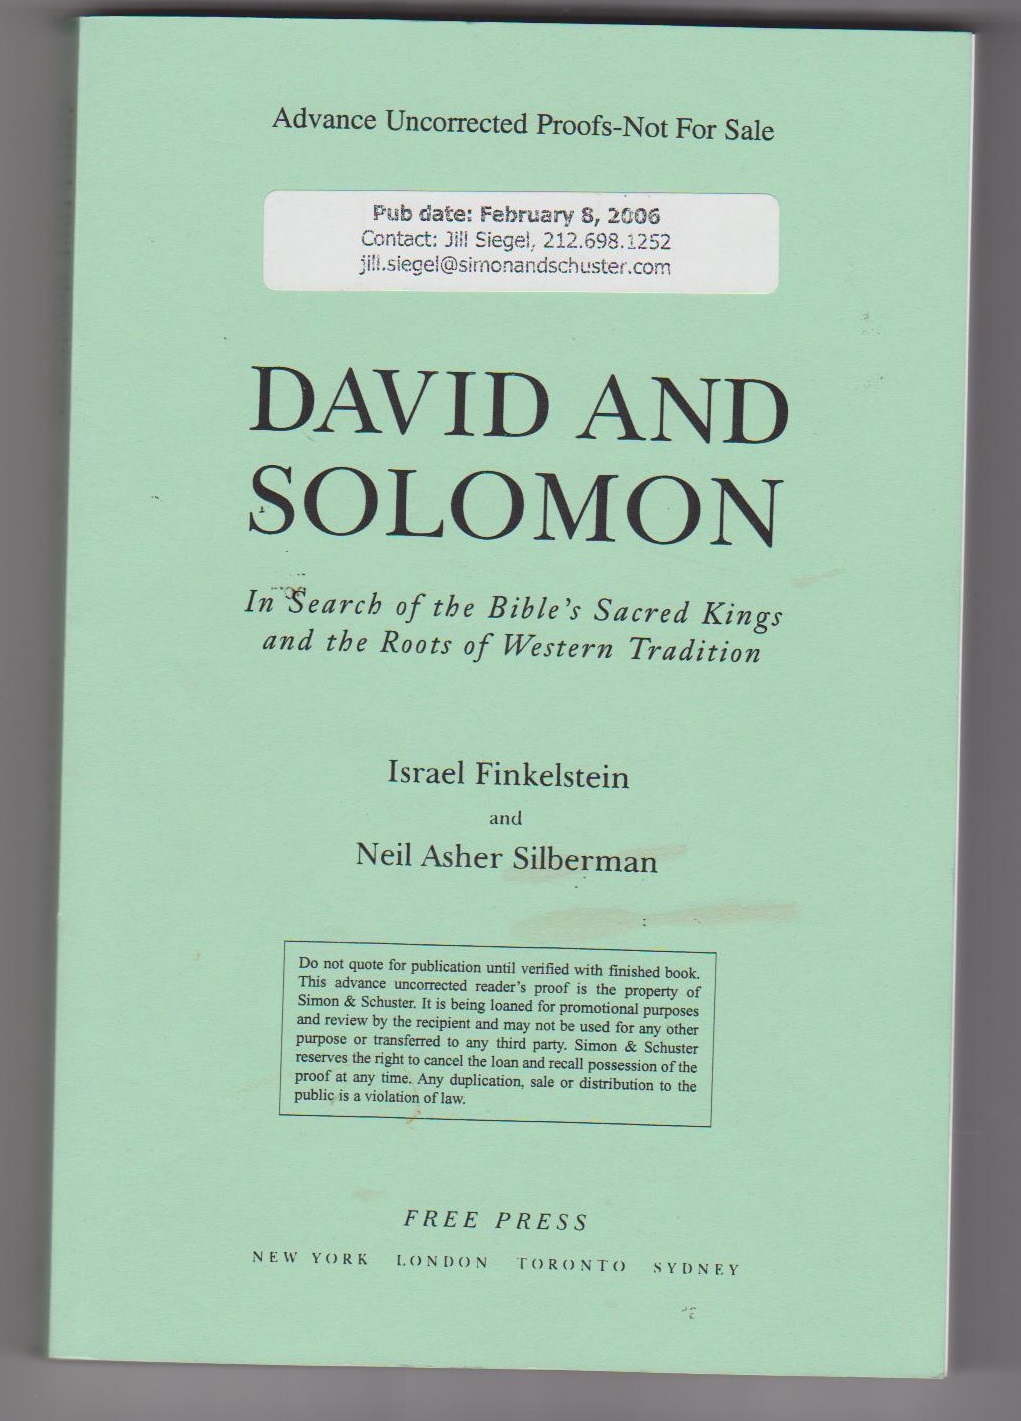 Advance Uncorrected Proofs-Not For Sale
Pub date: February 8, 2006
Contact: Jill Siegel, 212.698.1252
jill.siegel@simonandschuster.com
DAVID AND
SOLOMON
In Search of the Bible's Sacred Kings
and the Roots of Western Tradition
Israel Finkelstein
and
Neil Asher Silberman
Do not quote for publication until verified with finished book.
This advance uncorrected reader's proof is the property of
Simon & Schuster. It is being loaned for promotional purposes
and review by the recipient and may not be used for any other
purpose or transferred to any third party. Simon & Schuster
reserves the right to cancel the loan and recall possession of the
proof at any time. Any duplication, sale or distribution to the
public is a violation of law.
FREE PRESS
NEW YORK LONDON TORONTO SYDNEY